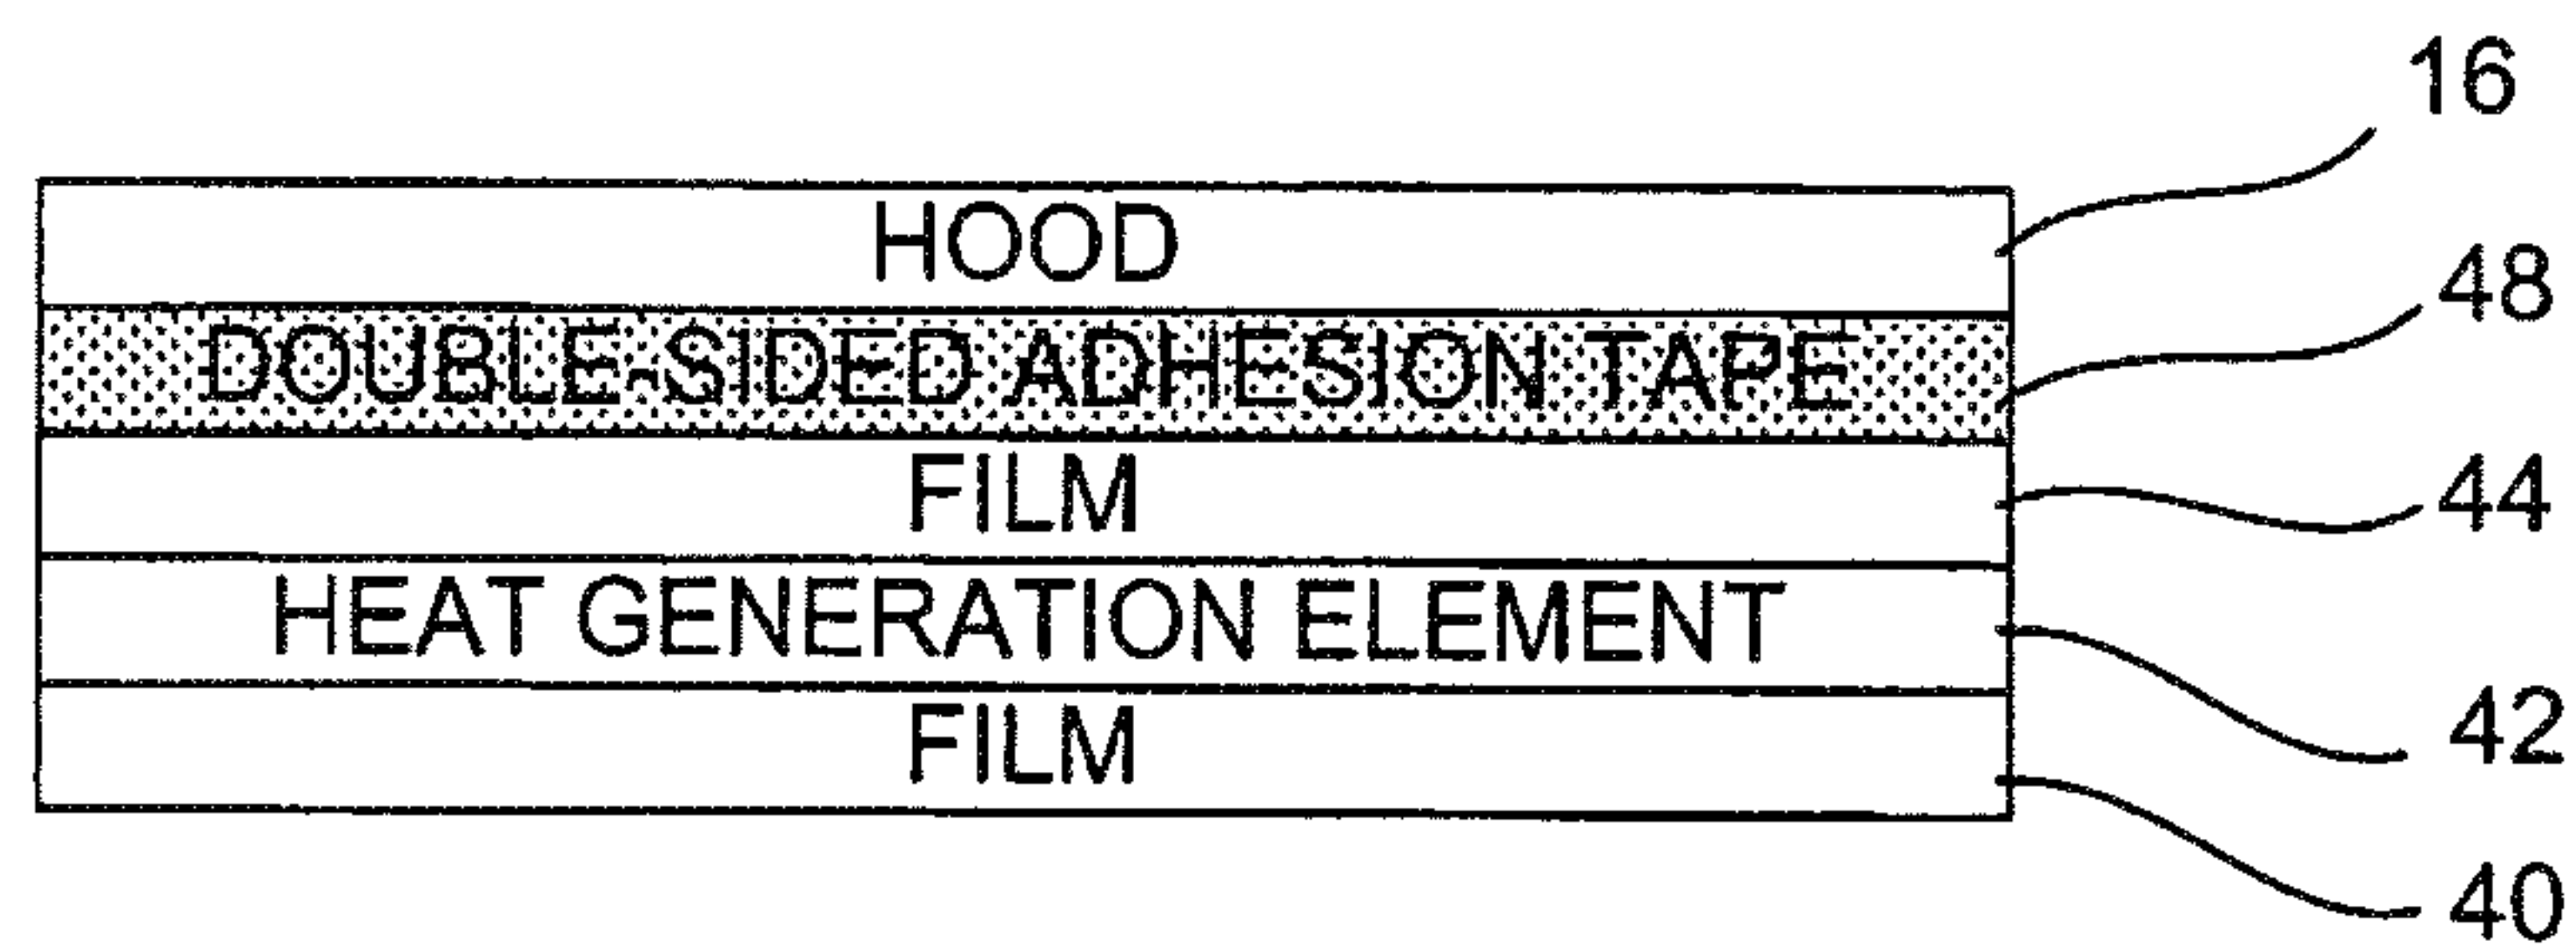 16
HOOD
48
DOUBLE-SIDED ADHESION TAPE
44
FILM
HEAT GENERATION ELEMENT
42
FILM
40